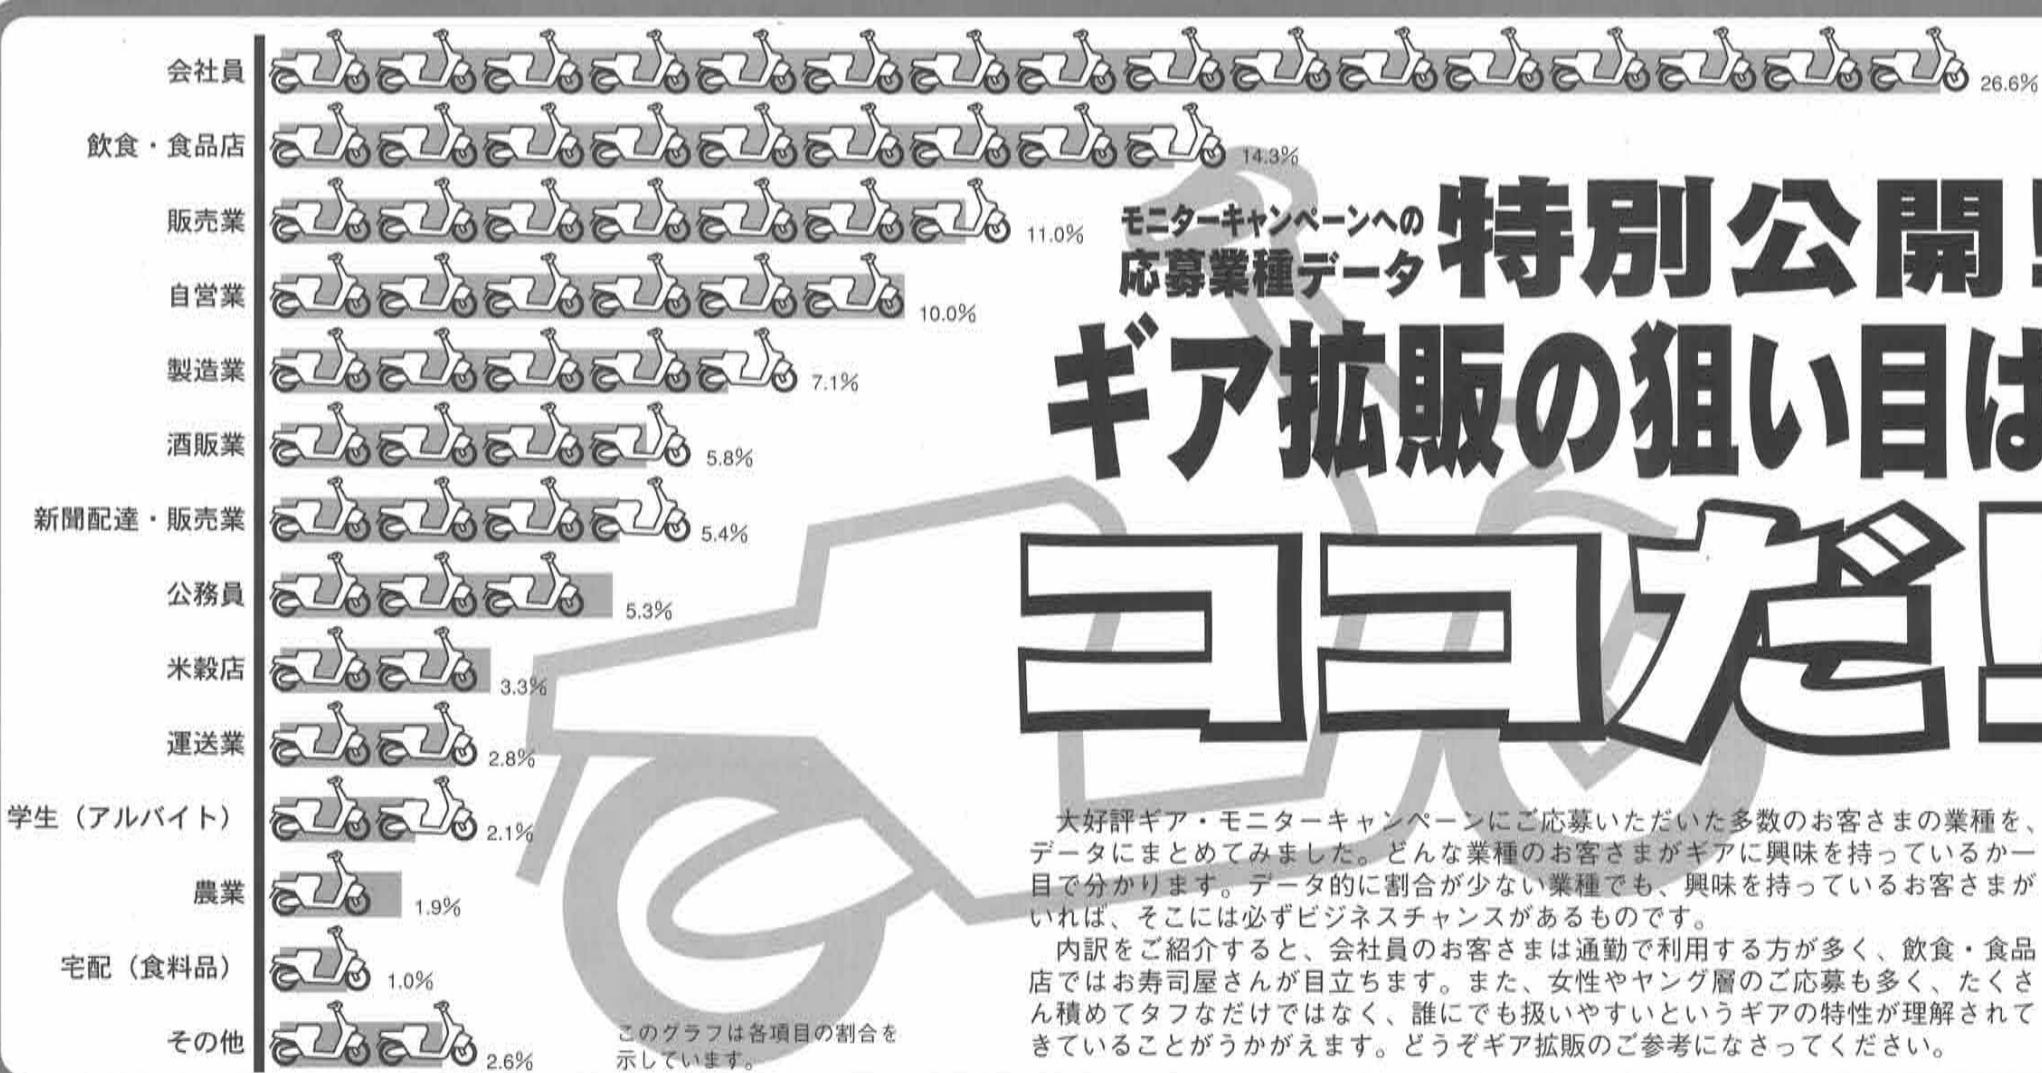 会社員 26.6%
飲食・食品店 14.3%
販売業 11.0%
自営業 10.0%
製造業 7.1%
酒販業 5.8%
新聞配達・販売業 5.4%
公務員 5.3%
米穀店 3.3%
運送業 2.8%
学生（アルバイト） 2.1%
農業 1.9%
宅配（食料品） 1.0%
その他 2.6%
このグラフは各項目の割合を
示しています。
モニターキャンペーンへの
応募業種データ
特別公開!
ギア拡販の狙い目は
ココだ!
大好評ギア・モニターキャンペーンにご応募いただいた多数のお客さまの業種を、
データにまとめてみました。どんな業種のお客さまがギアに興味を持っているか一
目で分かります。データ的に割合が少ない業種でも、興味を持っているお客さまが
いれば、そこには必ずビジネスチャンスがあるものです。
内訳をご紹介すると、会社員のお客さまは通勤で利用する方が多く、飲食・食品
店ではお寿司屋さんが目立ちます。また、女性やヤング層のご応募も多く、たくさ
ん積めてタフなだけではなく、誰にでも扱いやすいというギアの特性が理解されて
きていることがうかがえます。どうぞギア拡販のご参考になさってください。